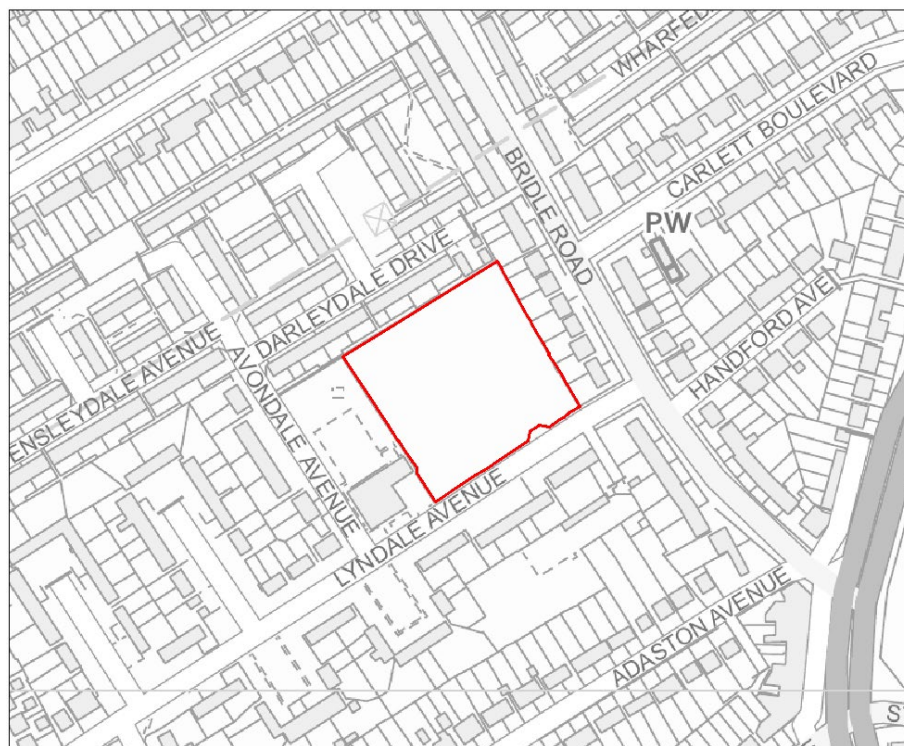 WHARFED
CARLETT BOULEVARD
BRIDLE ROAD
PW
DARLEYDALE DRIVE
HANDFORD AVE
ENSLEYDALE AVENUE
AVONDALE AVENUE
LYNDALE AVENUE
ADASTON AVENUE
S